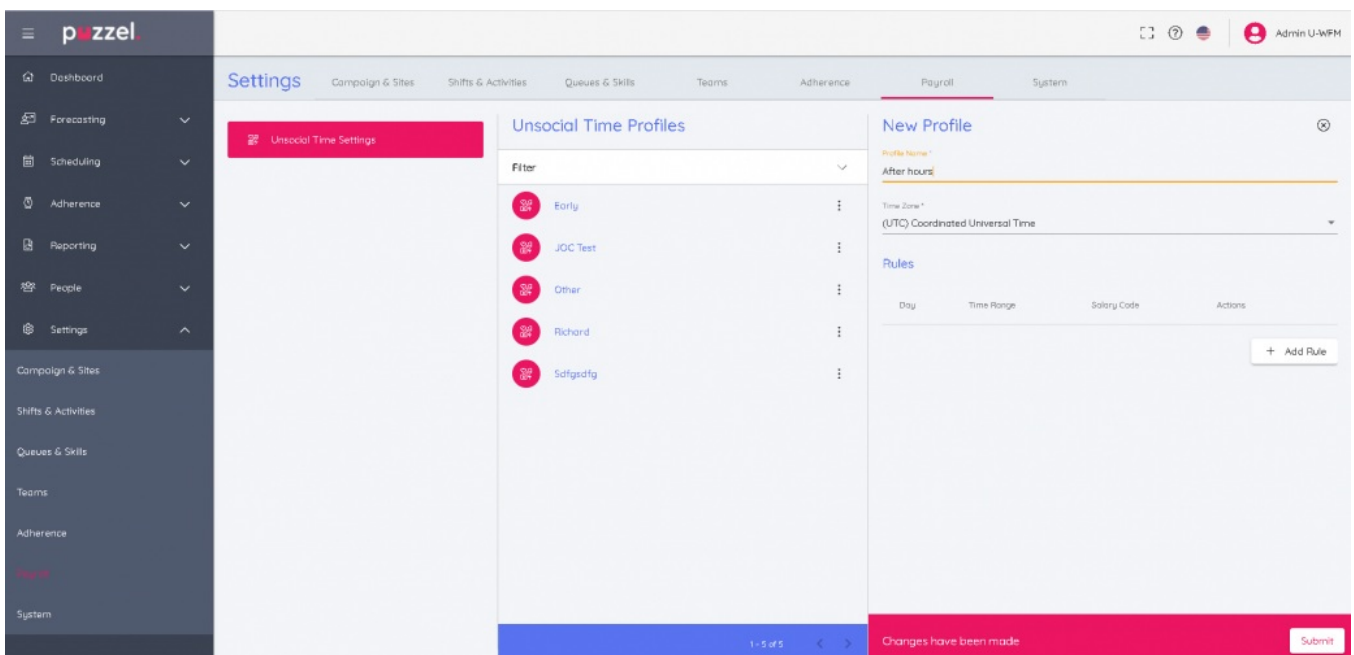 puzzel.
Admin U-WFM
Dashboard
Forecasting
Scheduling
Adherence
Reporting
People
Settings
Campaign & Sites
Shifts & Activities
Queues & Skills
Teams
Adherence
Payroll
System
Settings
Campaign & Sites
Shifts & Activities
Queues & Skills
Teams
Adherence
Payroll
System
Unsocial Time Settings
Unsocial Time Profiles
Filter
Early
JOC Test
Other
Richard
Sdfgsdfg
1 - 5 of 5
New Profile
Profile Name *
After hours
Time Zone *
(UTC) Coordinated Universal Time
Rules
Day Time Range Salary Code Actions
+ Add Rule
Changes have been made
Submit